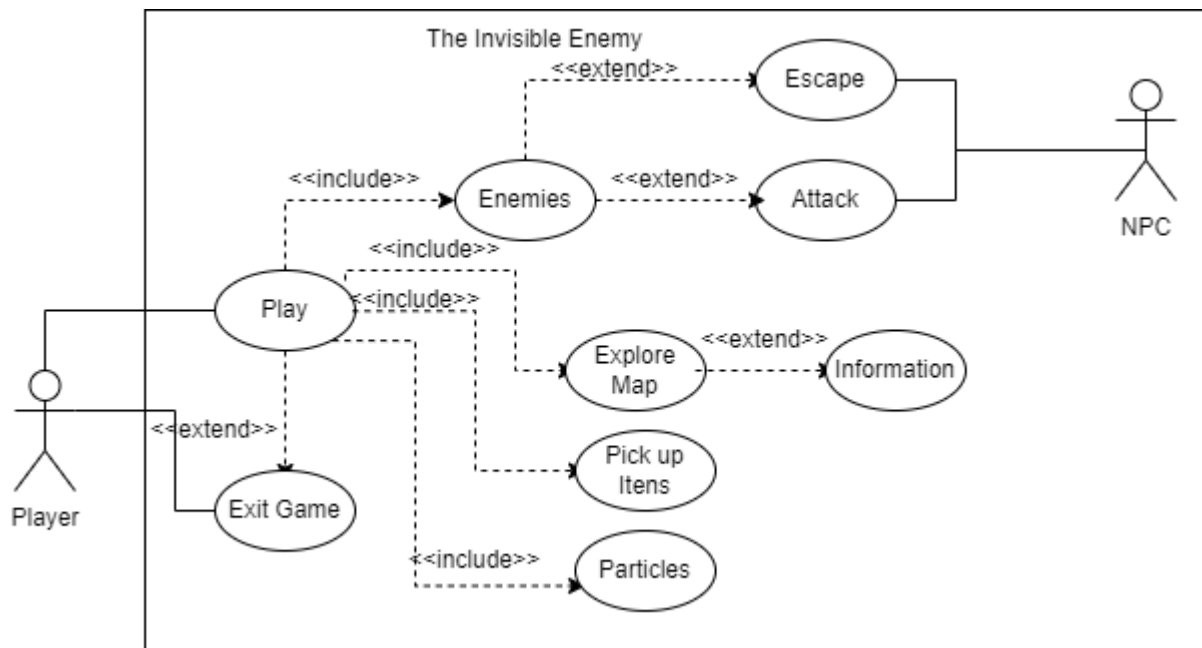 The Invisible Enemy
<<extend>>
Escape
<<include>>
Enemies
<<extend>>
Attack
NPC
<<include>>
<<include>>
Play
Explore
Map
<<extend>>
Information
<<extend>>
Player
Exit Game
Pick up
Itens
<<include>>
Particles